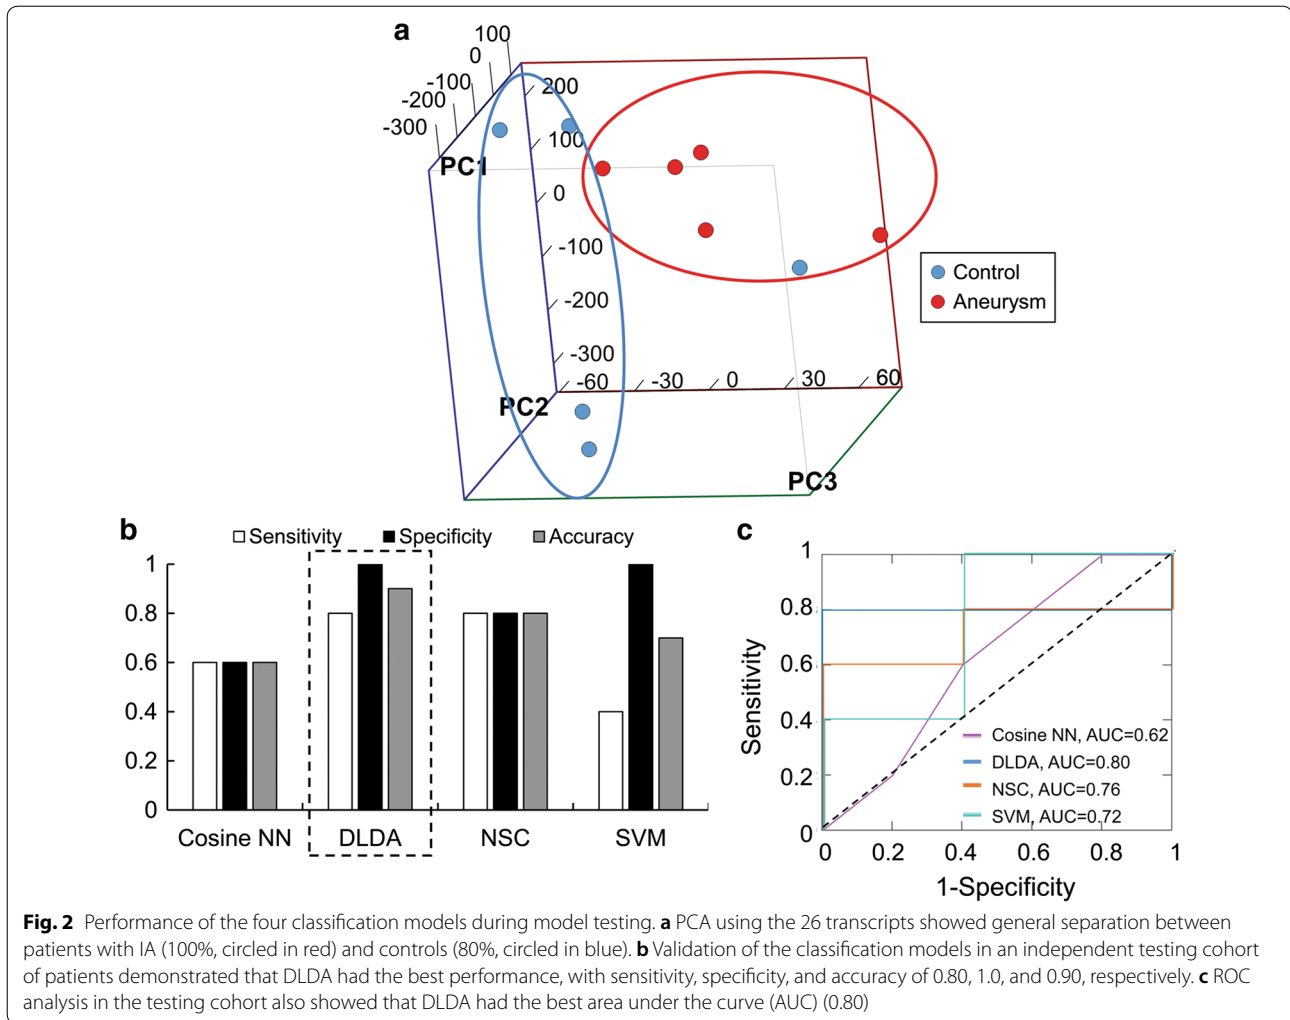 a
100
0
-100
-200
-300
PC1
200
100
0
-100
-200
-300
PC2
-60 -30 0 30 60
PC3
Control
Aneurysm
b
Sensitivity Specificity Accuracy
1
0.8
0.6
0.4
0.2
0
Cosine NN DLDA NSC SVM
c
1
0.8
0.6
0.4
0.2
0
Sensitivity
Cosine NN, AUC=0.62
DLDA, AUC=0.80
NSC, AUC=0.76
SVM, AUC=0.72
0 0.2 0.4 0.6 0.8 1
1-Specificity
Fig. 2 Performance of the four classification models during model testing. a PCA using the 26 transcripts showed general separation between
patients with IA (100%, circled in red) and controls (80%, circled in blue). b Validation of the classification models in an independent testing cohort
of patients demonstrated that DLDA had the best performance, with sensitivity, specificity, and accuracy of 0.80, 1.0, and 0.90, respectively. c ROC
analysis in the testing cohort also showed that DLDA had the best area under the curve (AUC) (0.80)